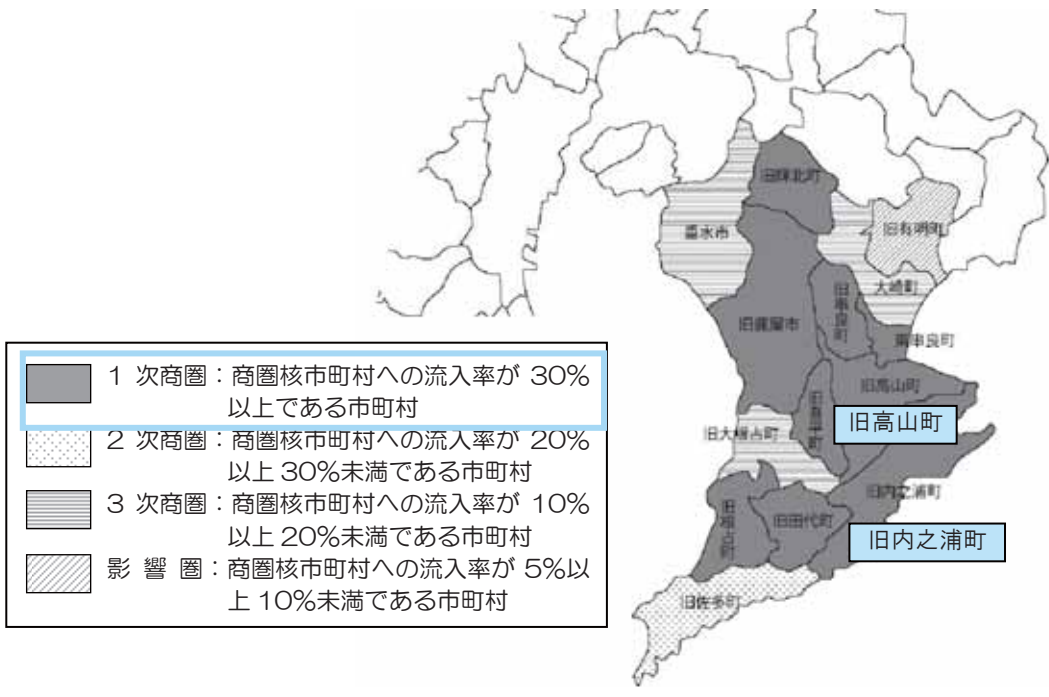 旧輝北町
垂水市
旧有明町
大崎町
旧串良町
旧鹿屋市
東串良町
旧高山町
旧吾平町
旧高山町
旧大根占町
旧内之浦町
旧根占町
旧田代町
旧内之浦町
旧佐多町
1 次商圏：商圏核市町村への流入率が 30%
以上である市町村
2 次商圏：商圏核市町村への流入率が 20%
以上 30%未満である市町村
3 次商圏：商圏核市町村への流入率が 10%
以上 20%未満である市町村
影 響 圏：商圏核市町村への流入率が 5%以
上 10%未満である市町村